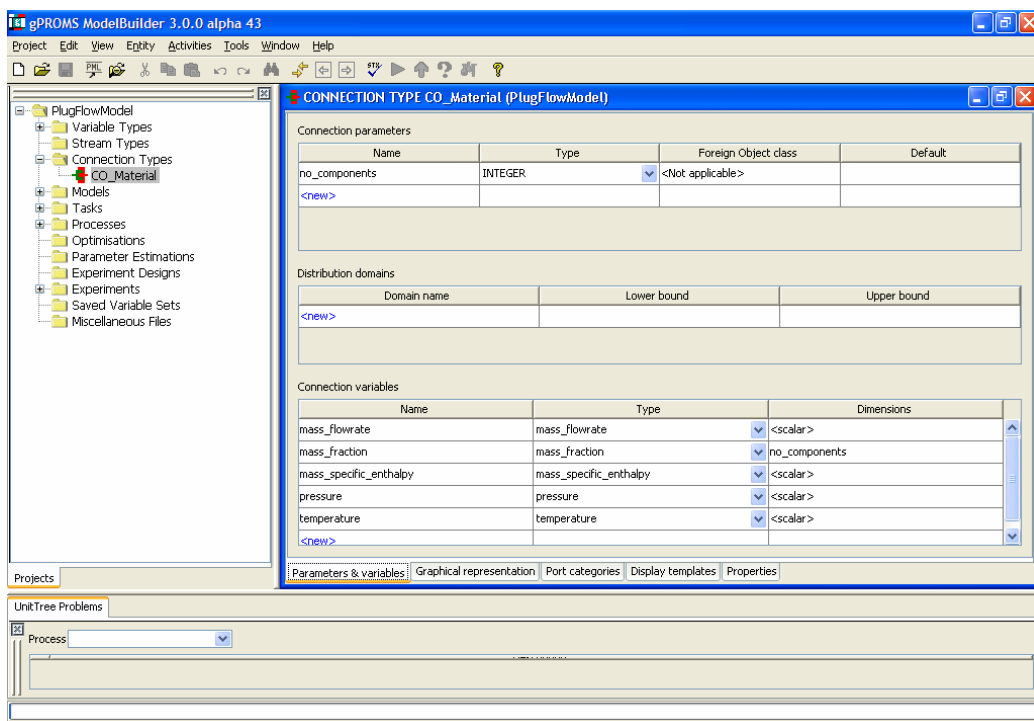 gPROMS ModelBuilder 3.0.0 alpha 43
Project Edit View Entity Activities Tools Window Help
PlugFlowModel
Variable Types
Stream Types
Connection Types
CO_Material
Models
Tasks
Processes
Optimisations
Parameter Estimations
Experiment Designs
Experiments
Saved Variable Sets
Miscellaneous Files
Projects
CONNECTION TYPE CO_Material (PlugFlowModel)
Connection parameters
Name Type Foreign Object class Default
no_components INTEGER <Not applicable>
<new>
Distribution domains
Domain name Lower bound Upper bound
<new>
Connection variables
Name Type Dimensions
mass_flowrate mass_flowrate <scalar>
mass_fraction mass_fraction no_components
mass_specific_enthalpy mass_specific_enthalpy <scalar>
pressure pressure <scalar>
temperature temperature <scalar>
<new>
Parameters & variables Graphical representation Port categories Display templates Properties
UnitTree Problems
Process